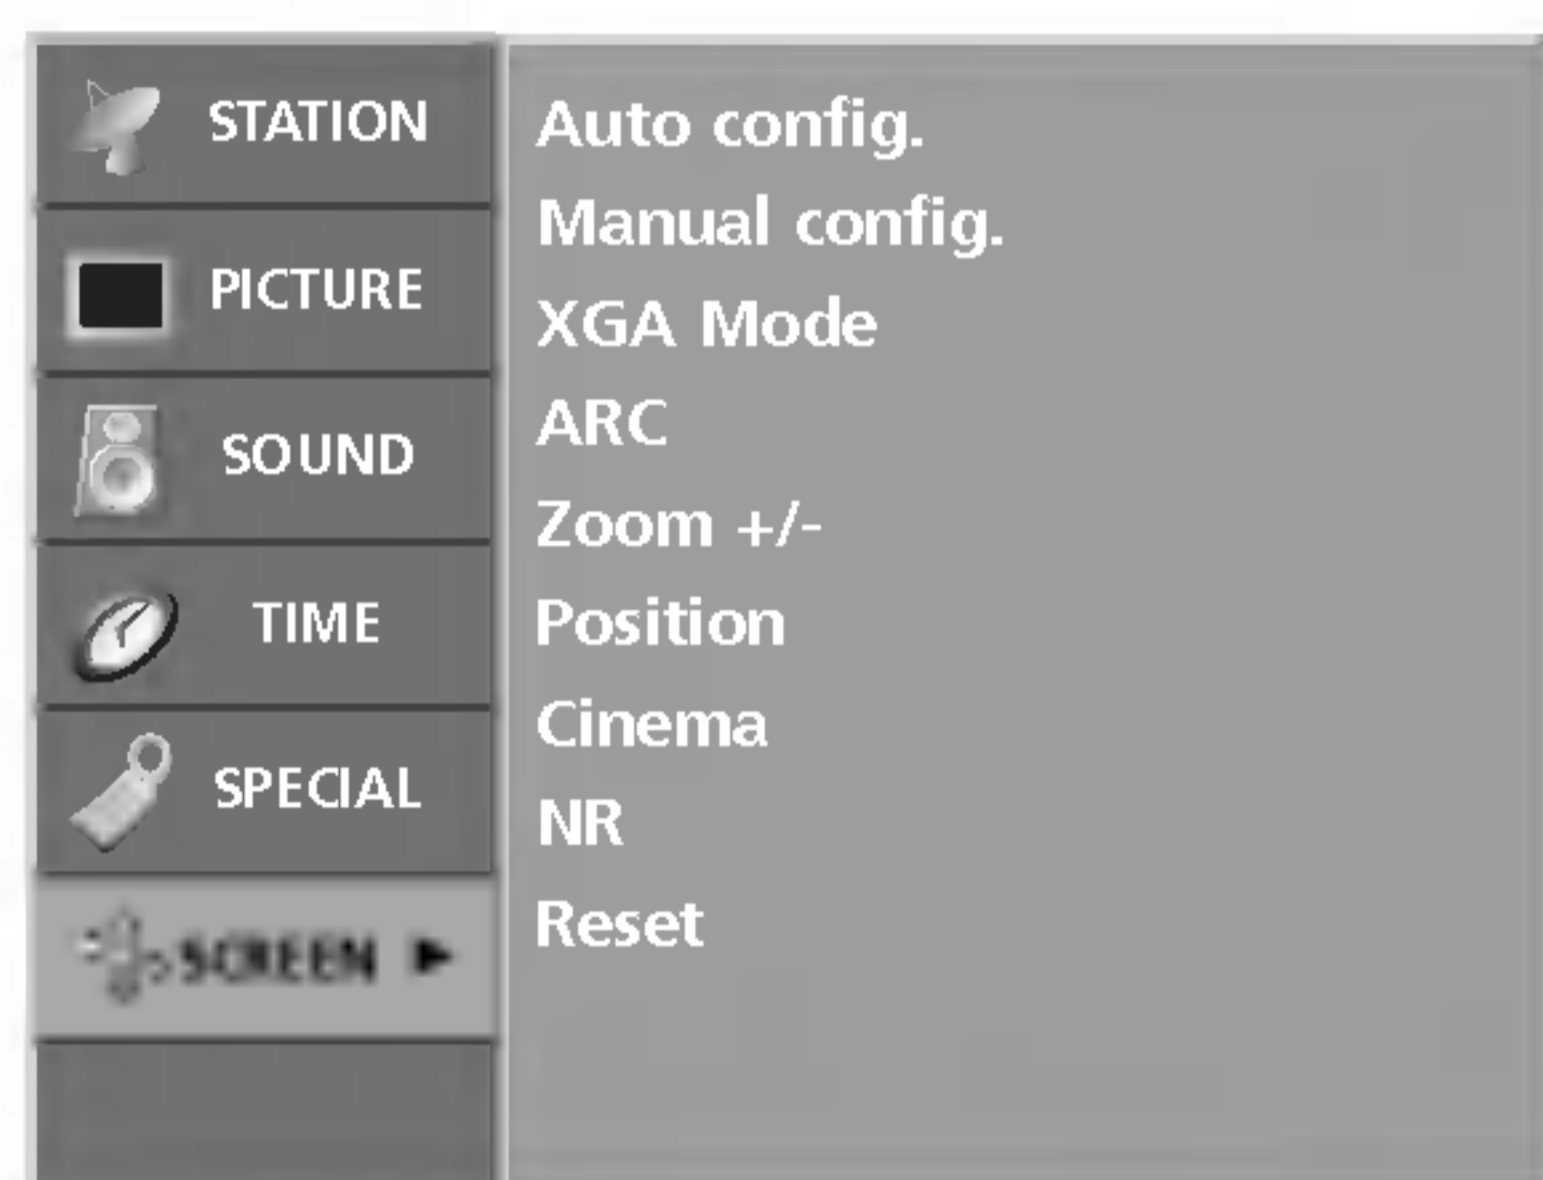 STATION
PICTURE
SOUND
TIME
SPECIAL
SCREEN
Auto config.
Manual config.
XGA Mode
ARC
Zoom +/-
Position
Cinema
NR
Reset